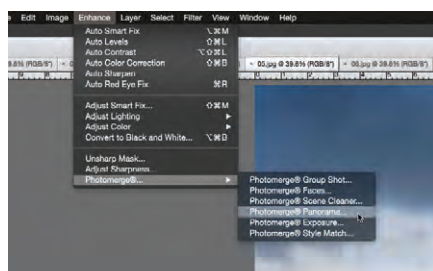 Edit Image Enhance Layer Select Filter View Window Help
Auto Smart Fix ⌥⌘M
Auto Levels ⇧⌘L
Auto Contrast ⌥⇧⌘L
Auto Color Correction ⇧⌘B
Auto Sharpen
Auto Red Eye Fix ⌘R
Adjust Smart Fix... ⇧⌘M
Adjust Lighting
Adjust Color
Convert to Black and White... ⌥⌘B
Unsharp Mask...
Adjust Sharpness...
Photomerge®...
05.jpg @ 39.8% (RGB/8*) × 06.jpg @ 39.8% (RGB/8*)
Photomerge® Group Shot...
Photomerge® Faces...
Photomerge® Scene Cleaner...
Photomerge® Panorama...
Photomerge® Exposure...
Photomerge® Style Match...